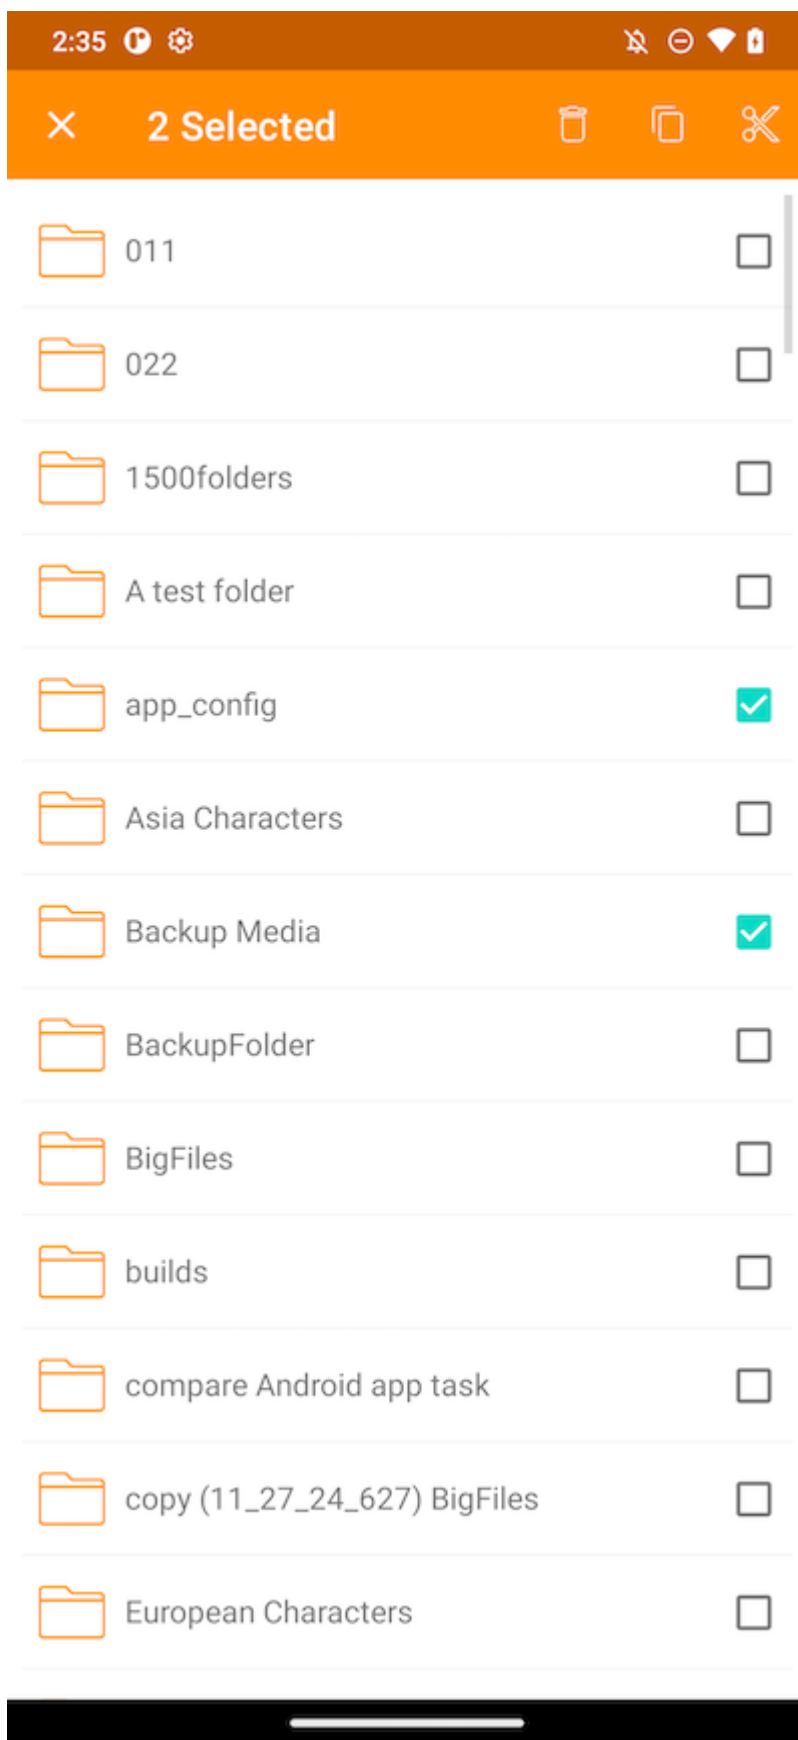 2:35
2 Selected
011
022
1500folders
A test folder
app_config
Asia Characters
Backup Media
BackupFolder
BigFiles
builds
compare Android app task
copy (11_27_24_627) BigFiles
European Characters